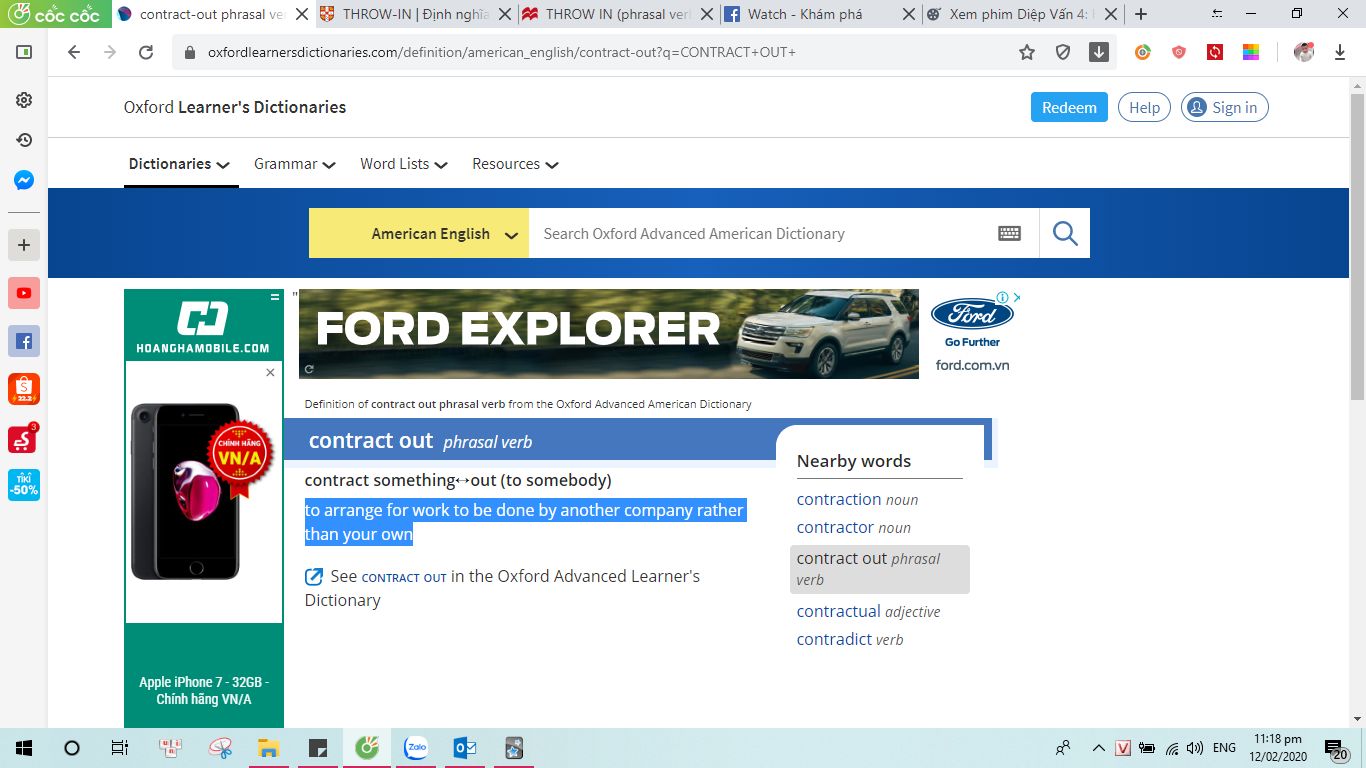 cốc cốc
contract-out phrasal ve
THROW-IN | Định nghĩa
THROW IN (phrasal ver
Watch - Khám phá
Xem phim Diệp Vấn 4:
oxfordlearnersdictionaries.com/definition/american_english/contract-out?q=CONTRACT+OUT+
Oxford Learner's Dictionaries
Redeem
Help
Sign in
Dictionaries
Grammar
Word Lists
Resources
American English
Search Oxford Advanced American Dictionary
HOANGHAMOBILE.COM
CHÍNH HÃNG
VN/A
Apple iPhone 7 - 32GB -
Chính hãng VN/A
"
FORD EXPLORER
Ford
Go Further
ford.com.vn
Definition of contract out phrasal verb from the Oxford Advanced American Dictionary
contract out phrasal verb
contract something↔out (to somebody)
to arrange for work to be done by another company rather
than your own
See CONTRACT OUT in the Oxford Advanced Learner's
Dictionary
Nearby words
contraction noun
contractor noun
contract out phrasal
verb
contractual adjective
contradict verb
22.2
3
TIKI
-50%
Zalo
V
ENG
11:18 pm
12/02/2020
20